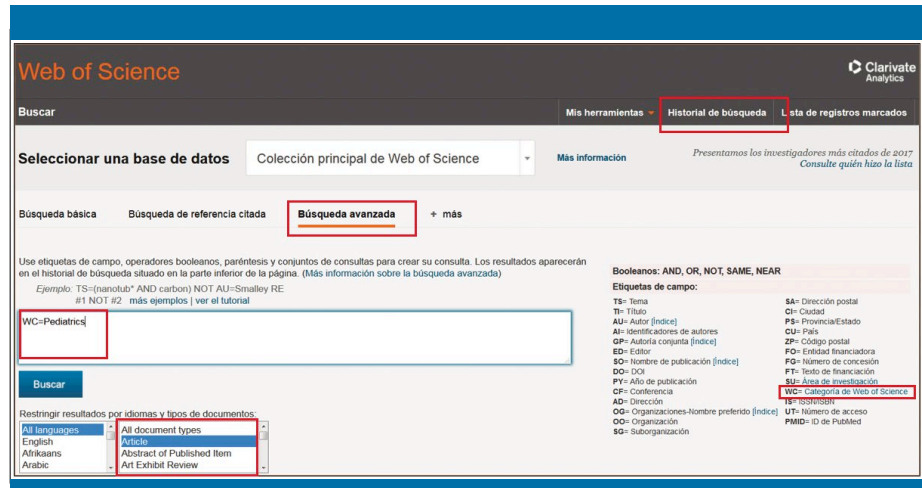 Web of Science
Clarivate
Analytics
Buscar
Mis herramientas
Historial de búsqueda
Lista de registros marcados
Seleccionar una base de datos
Colección principal de Web of Science
Más información
Presentamos los investigadores más citados de 2017
Consulte quién hizo la lista
Búsqueda básica
Búsqueda de referencia citada
Búsqueda avanzada
+ más
Use etiquetas de campo, operadores booleanos, paréntesis y conjuntos de consultas para crear su consulta. Los resultados aparecerán
en el historial de búsqueda situado en la parte inferior de la página. (Más información sobre la búsqueda avanzada)
Ejemplo: TS=(nanotub* AND carbon) NOT AU=Smalley RE
#1 NOT #2 más ejemplos | ver el tutorial
WC=Pediatrics
Buscar
Restringir resultados por idiomas y tipos de documentos:
All languages
English
Afrikaans
Arabic
All document types
Article
Abstract of Published Item
Art Exhibit Review
Booleanos: AND, OR, NOT, SAME, NEAR
Etiquetas de campo:
TS= Tema
TI= Título
AU= Autor [Índice]
AI= Identificadores de autores
GP= Autoría conjunta [Índice]
ED= Editor
SO= Nombre de publicación [Índice]
DO= DOI
PY= Año de publicación
CF= Conferencia
AD= Dirección
OG= Organizaciones-Nombre preferido [Índice]
OO= Organización
SG= Suborganización
SA= Dirección postal
CI= Ciudad
PS= Provincia/Estado
CU= País
ZP= Código postal
FO= Entidad financiadora
FG= Número de concesión
FT= Texto de financiación
SU= Área de investigación
WC= Categoría de Web of Science
IS= ISSN/ISBN
UT= Número de acceso
PMID= ID de PubMed